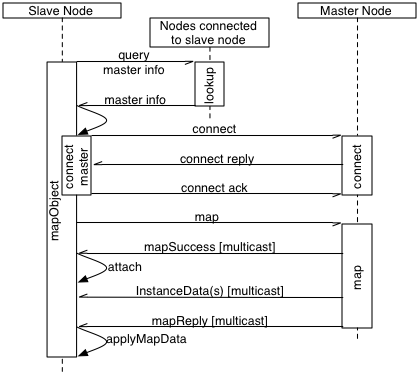 Slave Node
Nodes connected
to slave node
Master Node
query
master info
lookup
master info
connect
connect
master
connect reply
connect
connect ack
mapObject
map
mapSuccess [multicast]
attach
map
InstanceData(s) [multicast]
mapReply [multicast]
applyMapData